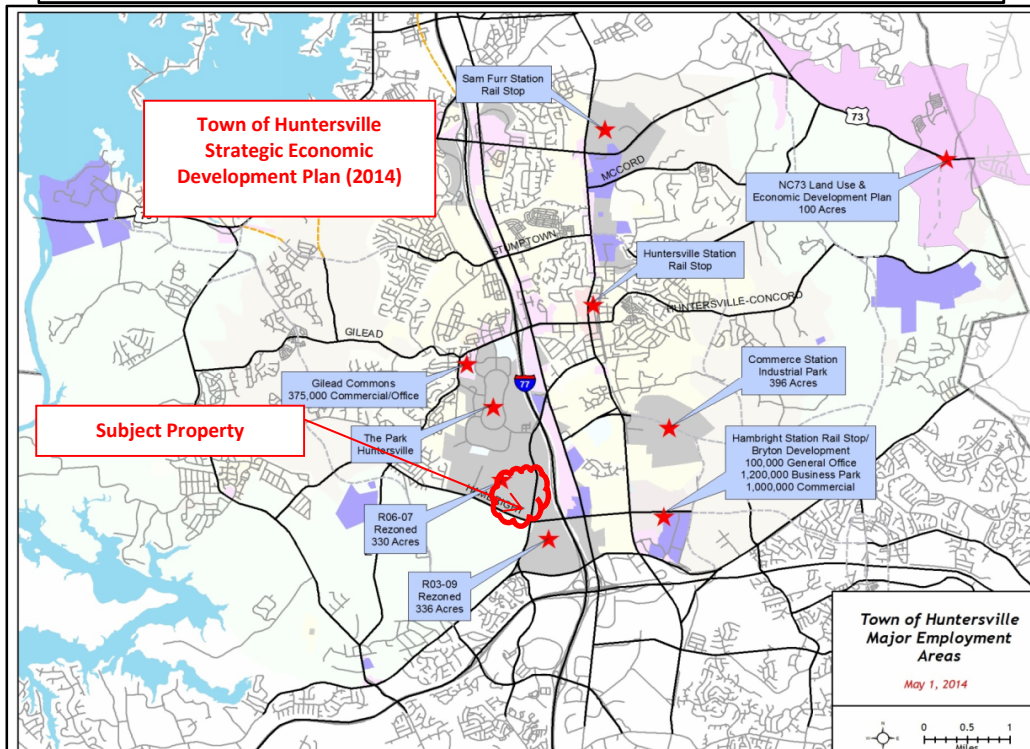 Town of Huntersville
Strategic Economic
Development Plan (2014)
Sam Furr Station
Rail Stop
73
MCCORD
NC73 Land Use &
Economic Development Plan
100 Acres
STUMPTOWN
Huntersville Station
Rail Stop
HUNTERSVILLE-CONCORD
GILEAD
Gilead Commons
375,000 Commercial/Office
77
Commerce Station
Industrial Park
396 Acres
Subject Property
The Park
Huntersville
Hambright Station Rail Stop/
Bryton Development
100,000 General Office
1,200,000 Business Park
1,000,000 Commercial
R06-07
Rezoned
330 Acres
R03-09
Rezoned
336 Acres
Town of Huntersville
Major Employment
Areas
May 1, 2014
N
W
E
S
0 0.5 1
Miles